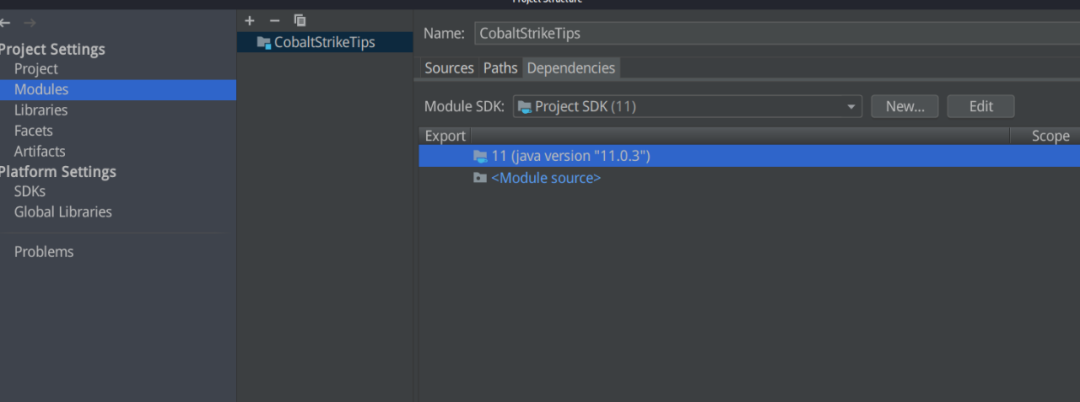 Project Structure
Project Settings
Project
Modules
Libraries
Facets
Artifacts
Platform Settings
SDKs
Global Libraries
Problems
CobaltStrikeTips
Name: CobaltStrikeTips
Sources Paths Dependencies
Module SDK: Project SDK (11) New... Edit
Export Scope
11 (java version "11.0.3")
<Module source>